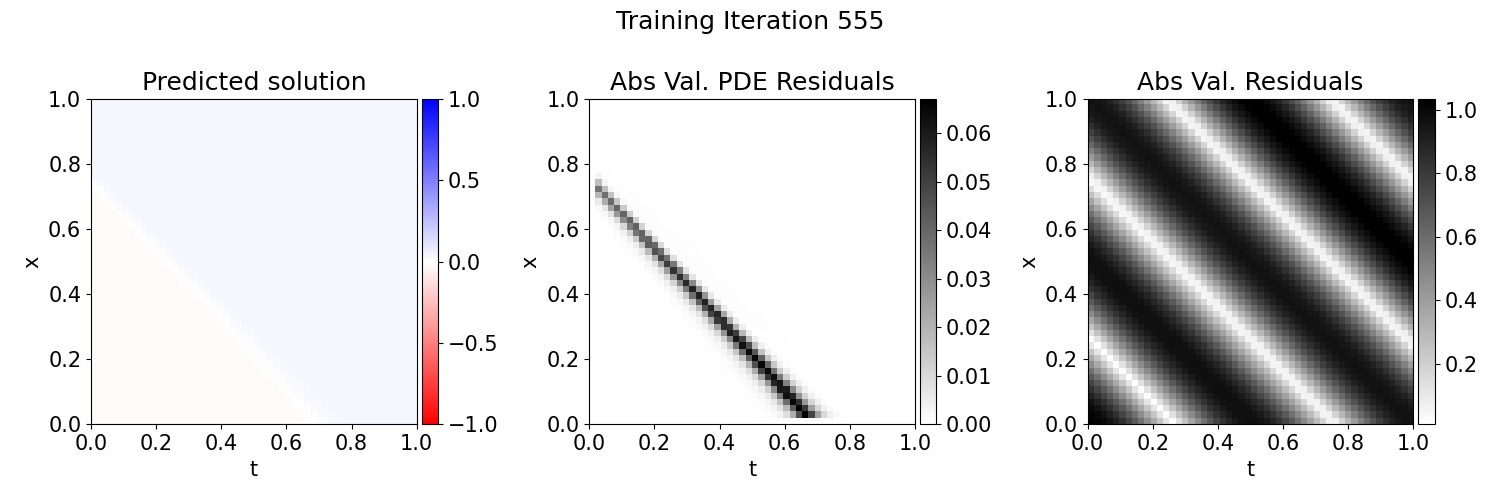 Training Iteration 555
Predicted solution
1.0
0.8
0.6
0.4
0.2
0.0
x
0.0 0.2 0.4 0.6 0.8 1.0
t
1.0
0.5
0.0
−0.5
−1.0
Abs Val. PDE Residuals
1.0
0.8
0.6
0.4
0.2
0.0
x
0.0 0.2 0.4 0.6 0.8 1.0
t
0.06
0.05
0.04
0.03
0.02
0.01
0.00
Abs Val. Residuals
1.0
0.8
0.6
0.4
0.2
0.0
x
0.0 0.2 0.4 0.6 0.8 1.0
t
1.0
0.8
0.6
0.4
0.2